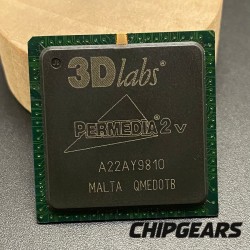 3Dlabs®
PERMEDIA 2v
A22AY9810
MALTA QMED0TB
CHIPGEARS